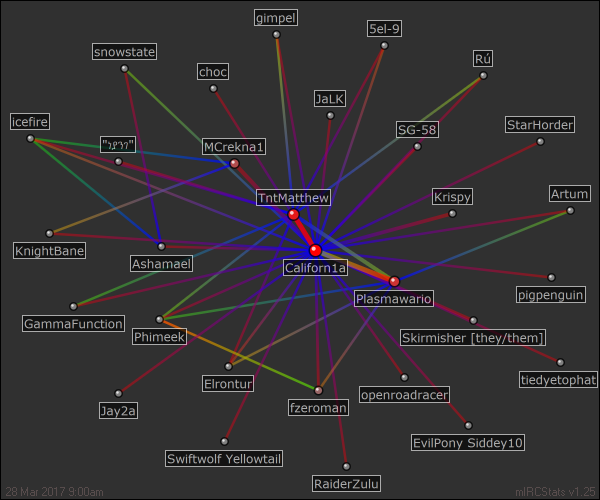 gimpel
5el-9
snowstate
Rú
choc
JaLK
icefire
SG-58
StarHorder
MCrekna1
TntMatthew
Krispy
Artum
KnightBane
Ashamael
Californ1a
Plasmawario
pigpenguin
GammaFunction
Phimeek
Skirmisher [they/them]
tiedyetophat
Elrontur
openroadracer
Jay2a
fzeroman
EvilPony Siddey10
Swiftwolf Yellowtail
RaiderZulu
28 Mar 2017 9:00am
mIRCStats v1.25